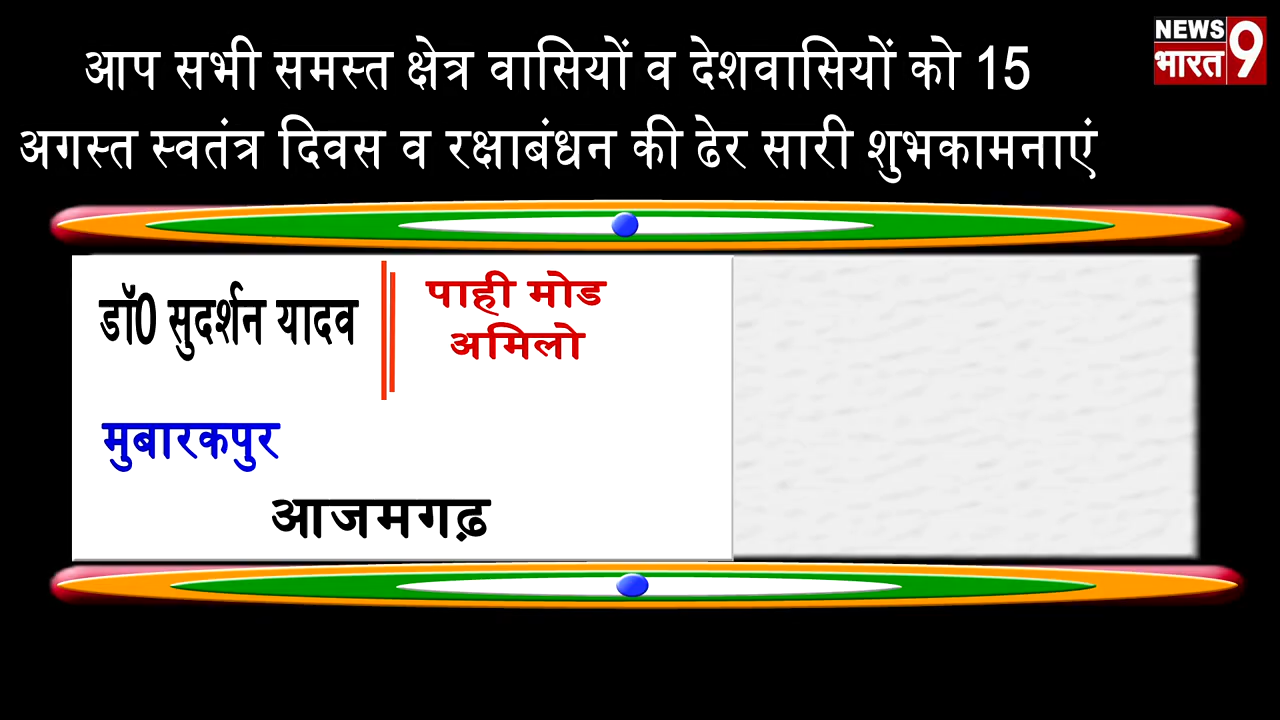 आप सभी समस्त क्षेत्र वासियों व देशवासियों को 15
अगस्त स्वतंत्र दिवस व रक्षाबंधन की ढेर सारी शुभकामनाएं
NEWS
भारत 9
डॉ0 सुदर्शन यादव
पाही मोड
अमिलो
मुबारकपुर
आजमगढ़